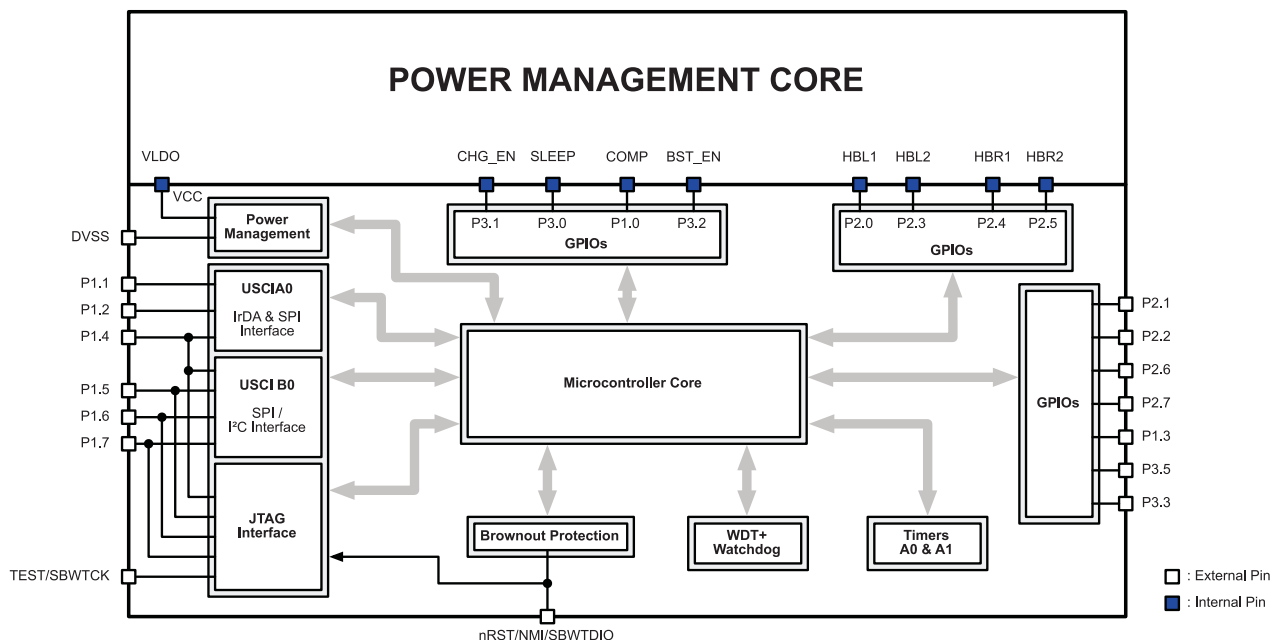 POWER MANAGEMENT CORE
VLDO
CHG_EN SLEEP COMP BST_EN
HBL1 HBL2 HBR1 HBR2
VCC
Power
Management
P3.1 P3.0 P1.0 P3.2
GPIOs
P2.0 P2.3 P2.4 P2.5
GPIOs
DVSS
P1.1
P1.2
P1.4
P1.5
P1.6
P1.7
TEST/SBWTCK
USCIA0
IrDA & SPI
Interface
USCI B0
SPI /
I²C Interface
JTAG
Interface
Microcontroller Core
Brownout Protection
WDT+
Watchdog
Timers
A0 & A1
GPIOs
P2.1
P2.2
P2.6
P2.7
P1.3
P3.5
P3.3
nRST/NMI/SBWTDIO
: External Pin
: Internal Pin